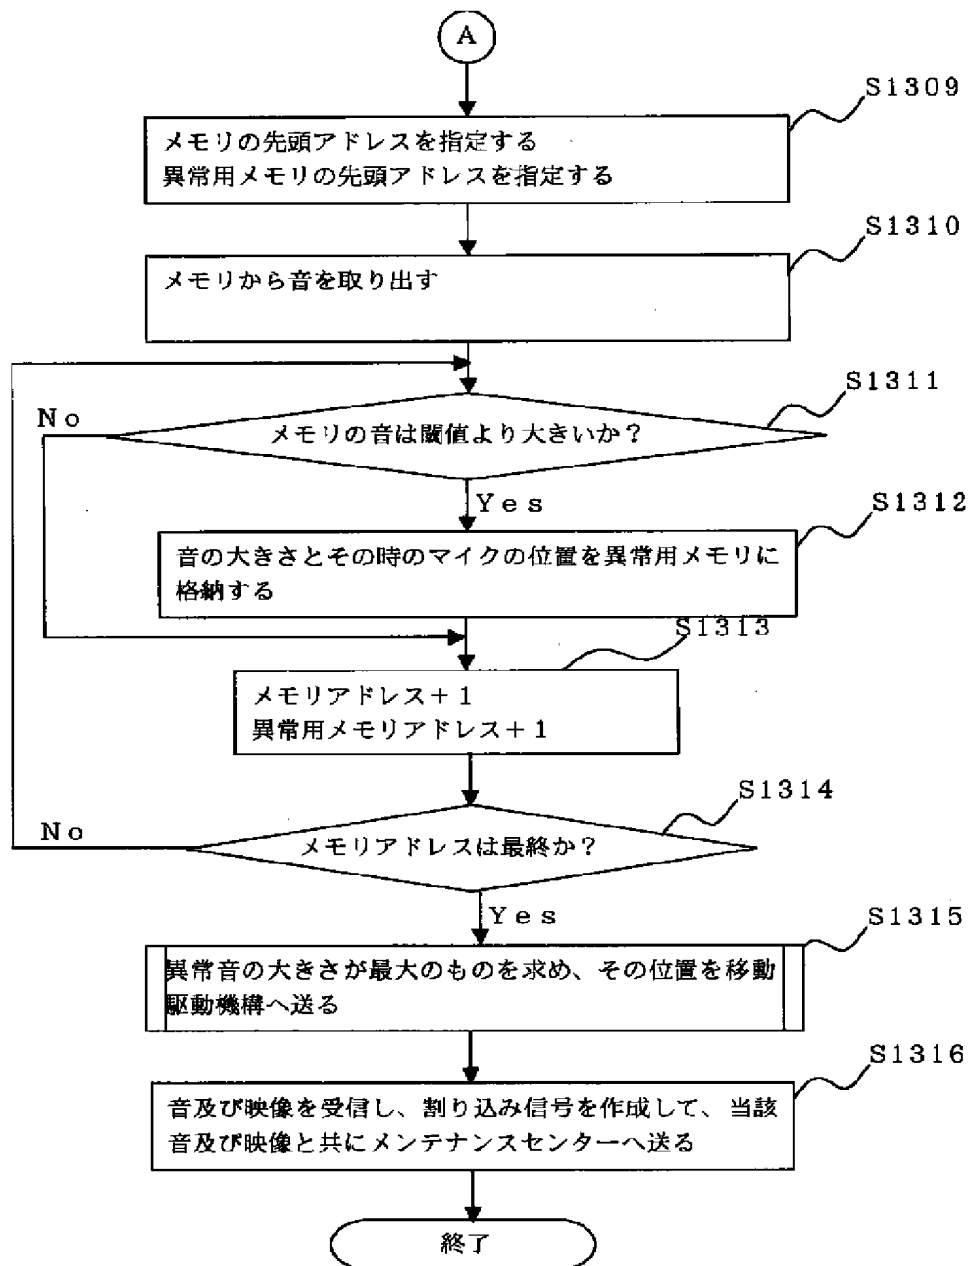 A
S1309
メモリの先頭アドレスを指定する
異常用メモリの先頭アドレスを指定する
S1310
メモリから音を取り出す
S1311
No
メモリの音は閾値より大きいか？
Yes
S1312
音の大きさとその時のマイクの位置を異常用メモリに
格納する
S1313
メモリアドレス＋１
異常用メモリアドレス＋１
S1314
No
メモリアドレスは最終か？
Yes
S1315
異常音の大きさが最大のものを求め、その位置を移動
駆動機構へ送る
S1316
音及び映像を受信し、割り込み信号を作成して、当該
音及び映像と共にメンテナンスセンターへ送る
終了